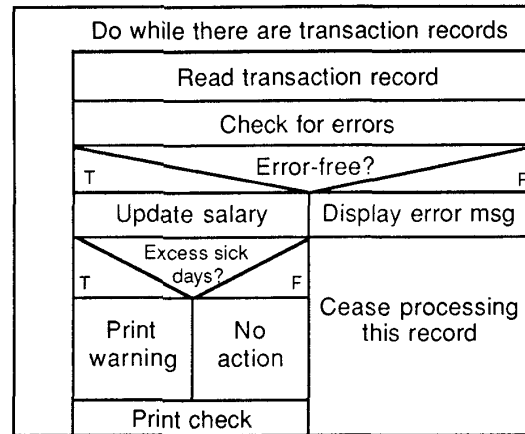 Do while there are transaction records
Read transaction record
Check for errors
Error-free?
T
F
Update salary
Display error msg
Excess sick
days?
T
F
Print
warning
No
action
Cease processing
this record
Print check